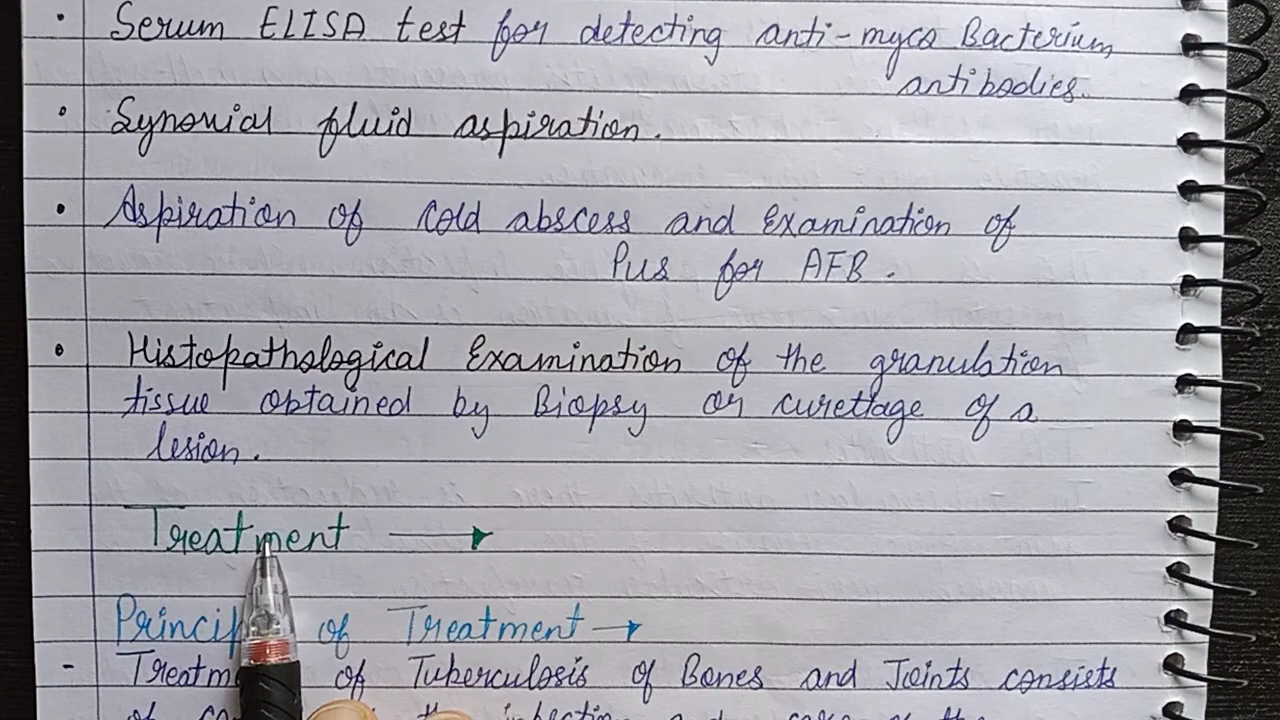 • Serum ELISA test for detecting anti-myco Bacterium
antibodies.
• Synovial fluid aspiration.
• Aspiration of cold abscess and Examination of
Pus for AFB.
• Histopathological Examination of the granulation
tissue obtained by Biopsy or curettage of a
lesion.
Treatment →
of Treatment →
- of Tuberculosis of Bones and Joints consists
of